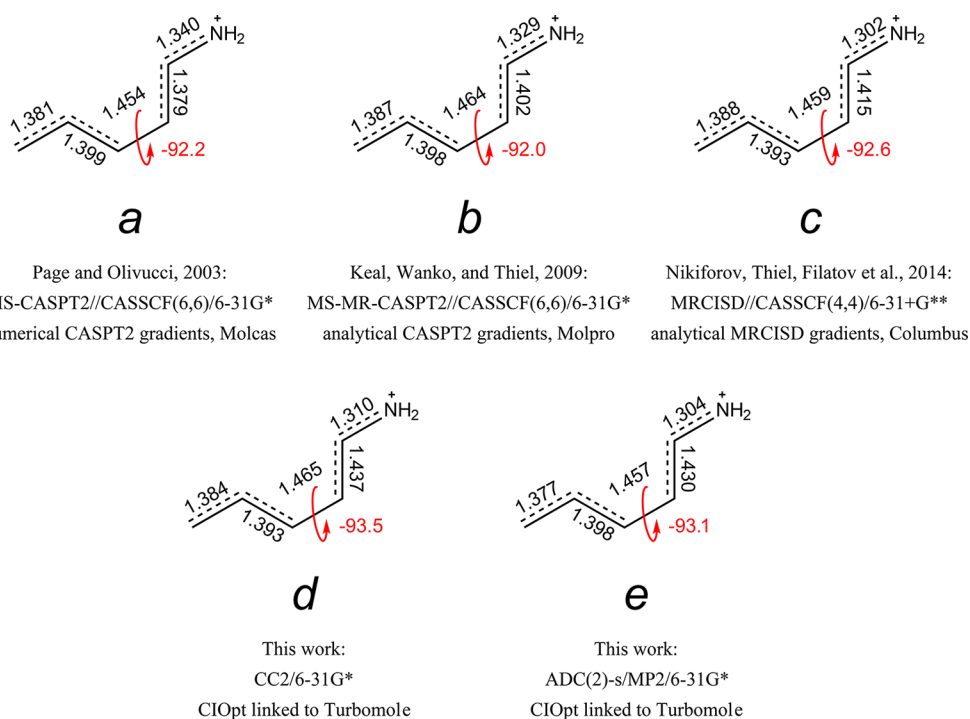 1.340
+
NH2
1.379
1.454
1.381
1.399
-92.2
a
Page and Olivucci, 2003:
MS-CASPT2//CASSCF(6,6)/6-31G*
numerical CASPT2 gradients, Molcas
1.329
+
NH2
1.402
1.464
1.387
1.398
-92.0
b
Keal, Wanko, and Thiel, 2009:
MS-MR-CASPT2//CASSCF(6,6)/6-31G*
analytical CASPT2 gradients, Molpro
1.302
+
NH2
1.415
1.459
1.388
1.393
-92.6
c
Nikiforov, Thiel, Filatov et al., 2014:
MRCISD//CASSCF(4,4)/6-31+G**
analytical MRCISD gradients, Columbus
1.310
+
NH2
1.437
1.465
1.384
1.393
-93.5
d
This work:
CC2/6-31G*
CIOpt linked to Turbomole
1.304
+
NH2
1.430
1.457
1.377
1.398
-93.1
e
This work:
ADC(2)-s/MP2/6-31G*
CIOpt linked to Turbomole